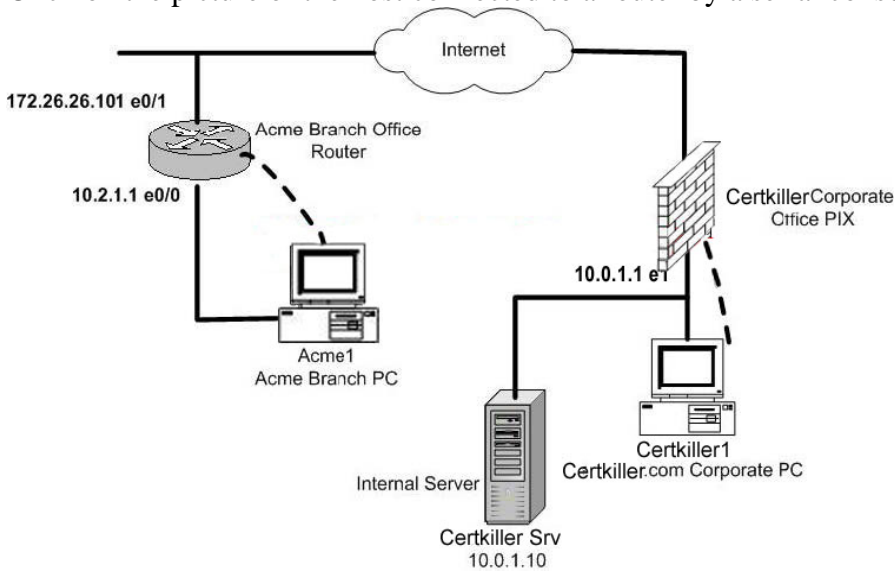 Internet
172.26.26.101 e0/1
Acme Branch Office
Router
10.2.1.1 e0/0
Certkiller Corporate
Office PIX
10.0.1.1 e1
Acme1
Acme Branch PC
Certkiller1
Certkiller.com Corporate PC
Internal Server
Certkiller Srv
10.0.1.10